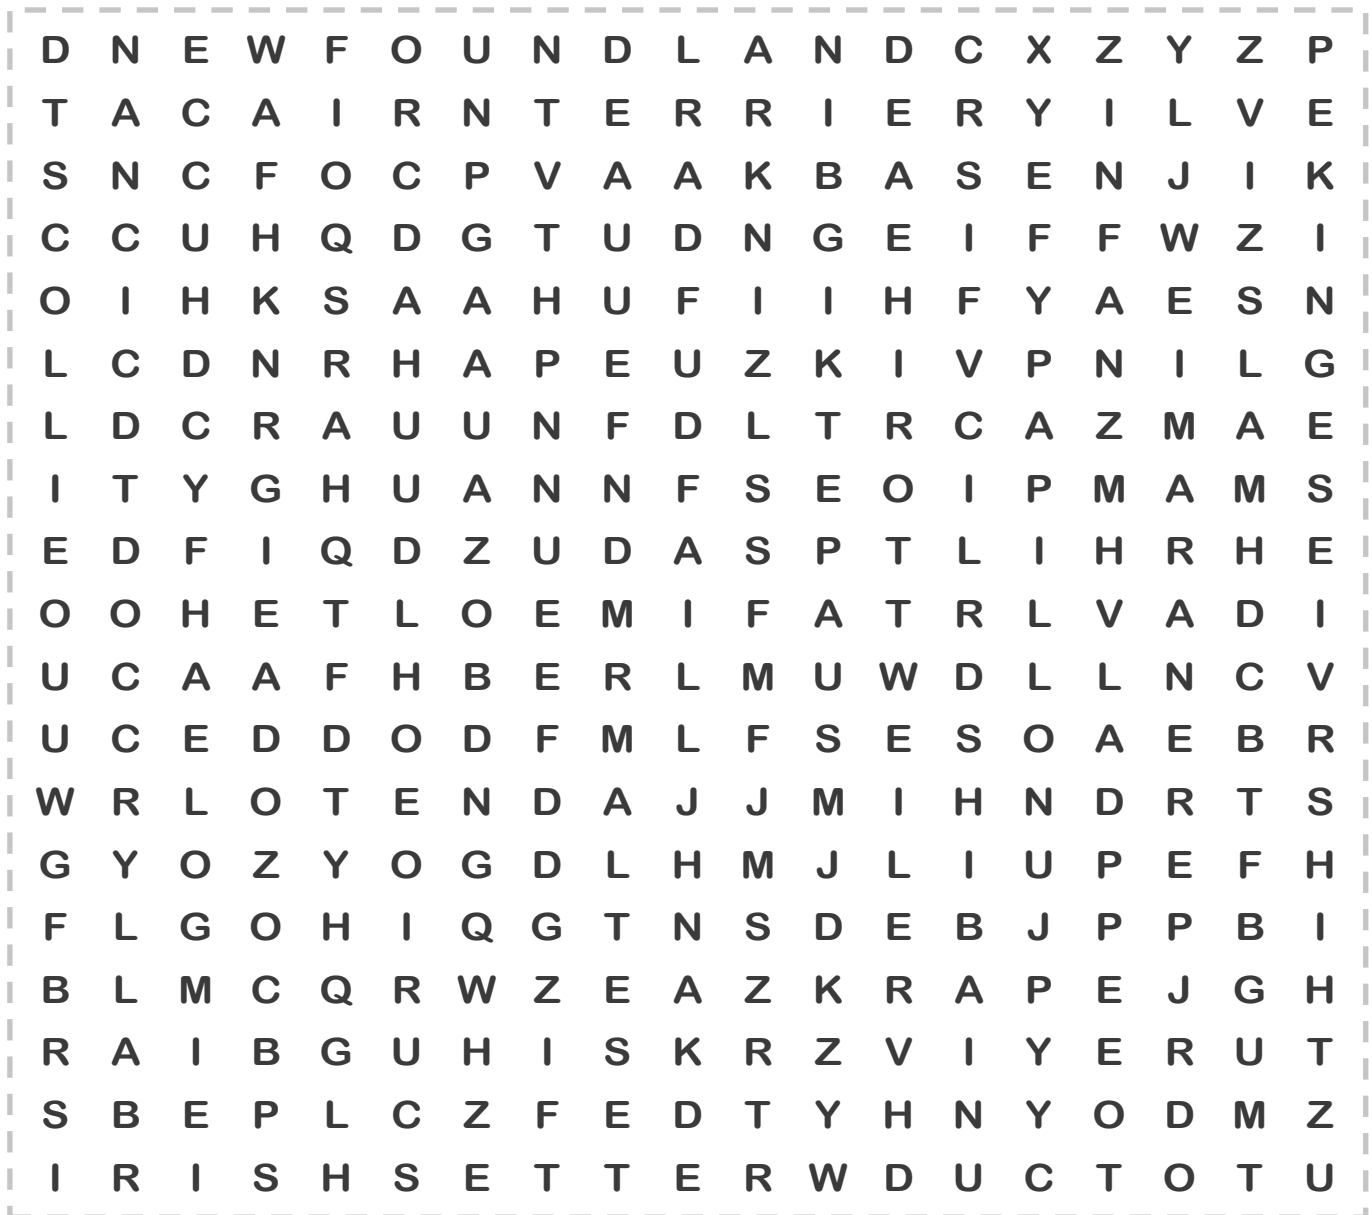 D N E W F O U N D L A N D C X Z Y Z P
T A C A I R N T E R R I E R Y I L V E
S N C F O C P V A A K B A S E N J I K
C C U H Q D G T U D N G E I F F W Z I
O I H K S A A H U F I I H F Y A E S N
L C D N R H A P E U Z K I V P N I L G
L D C R A U U N F D L T R C A Z M A E
I T Y G H U A N N F S E O I P M A M S
E D F I Q D Z U D A S P T L I H R H E
O O H E T L O E M I F A T R L V A D I
U C A A F H B E R L M U W D L L N C V
U C E D D O D F M L F S E S O A E B R
W R L O T E N D A J J M I H N D R T S
G Y O Z Y O G D L H M J L I U P E F H
F L G O H I Q G T N S D E B J P P B I
B L M C Q R W Z E A Z K R A P E J G H
R A I B G U H I S K R Z V I Y E R U T
S B E P L C Z F E D T Y H N Y O D M Z
I R I S H S E T T E R W D U C T O T U